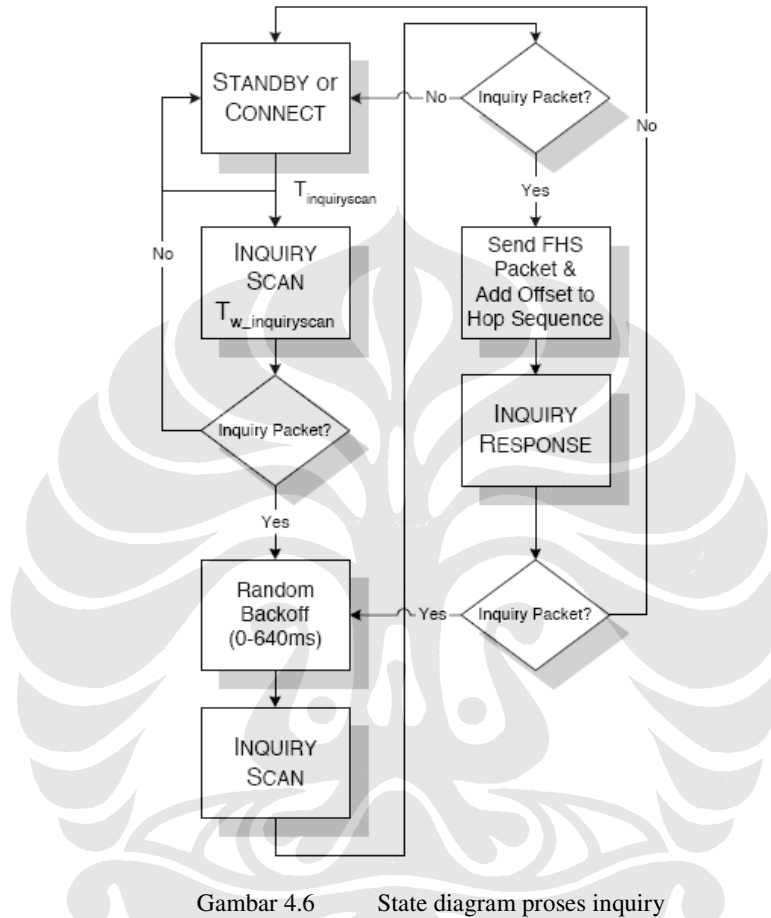 STANDBY or
CONNECT
T inquiryscan
No
INQUIRY
SCAN
T w_inquiryscan
Inquiry Packet?
Yes
Random
Backoff
(0-640ms)
INQUIRY
SCAN
Inquiry Packet?
No
Yes
Send FHS
Packet &
Add Offset to
Hop Sequence
INQUIRY
RESPONSE
Inquiry Packet?
Yes
No
Gambar 4.6 State diagram proses inquiry